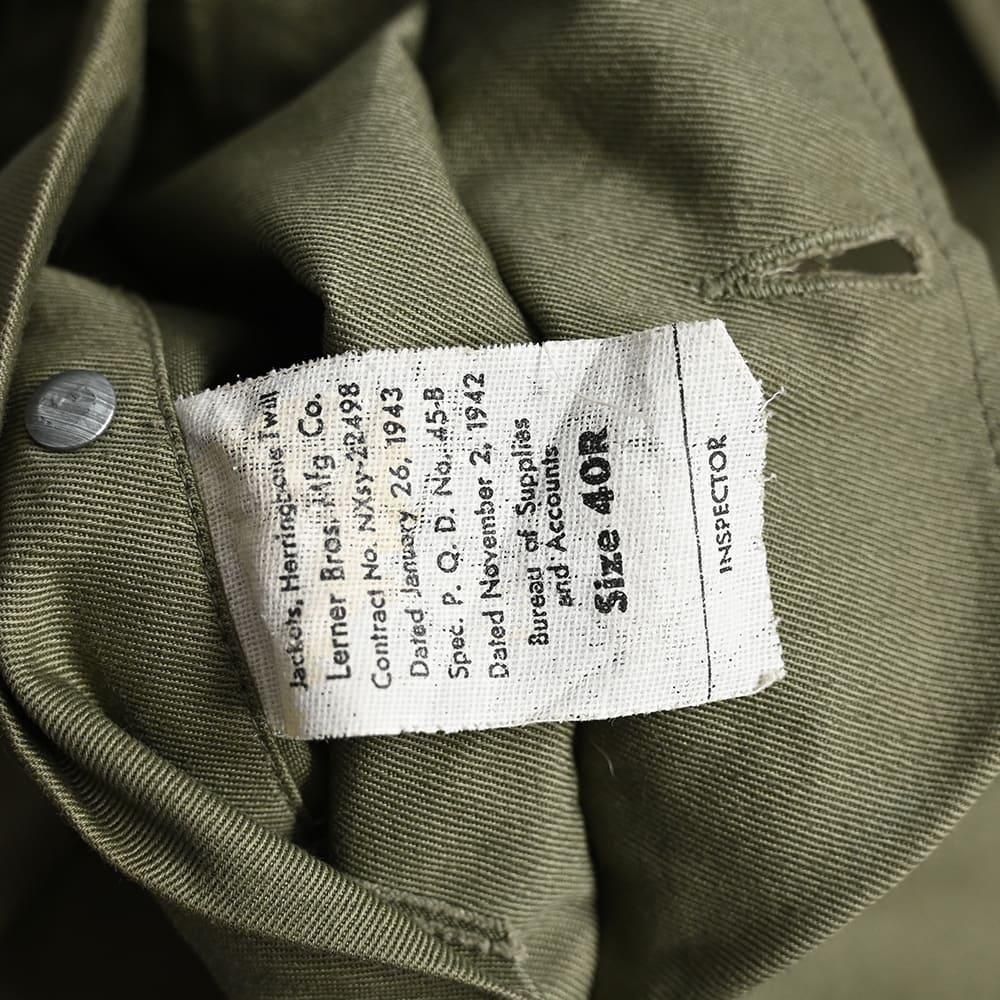 Jackets, Herringbone Twill
Lerner Bros. Mfg Co.
Contract No. NXsy-22498
Dated January 26, 1943
Spec. P. Q. D. No. 45-B
Dated November 2, 1942
Bureau of Supplies
and Accounts
Size 40R
INSPECTOR